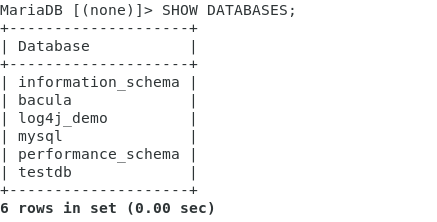 MariaDB [(none)]> SHOW DATABASES;
+--------------------+
| Database           |
+--------------------+
| information_schema |
| bacula             |
| log4j_demo         |
| mysql              |
| performance_schema |
| testdb             |
+--------------------+
6 rows in set (0.00 sec)